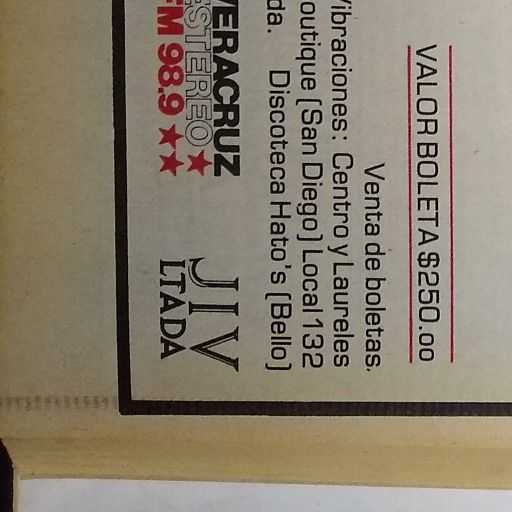 VALOR BOLETA $250.00
Venta de boletas.
Vibraciones: Centro y Laureles
outique (San Diego) Local 132
da. Discoteca Hato's (Bello)
VERACRUZ
ESTEREO
FM 98.9
JIV
LTADA